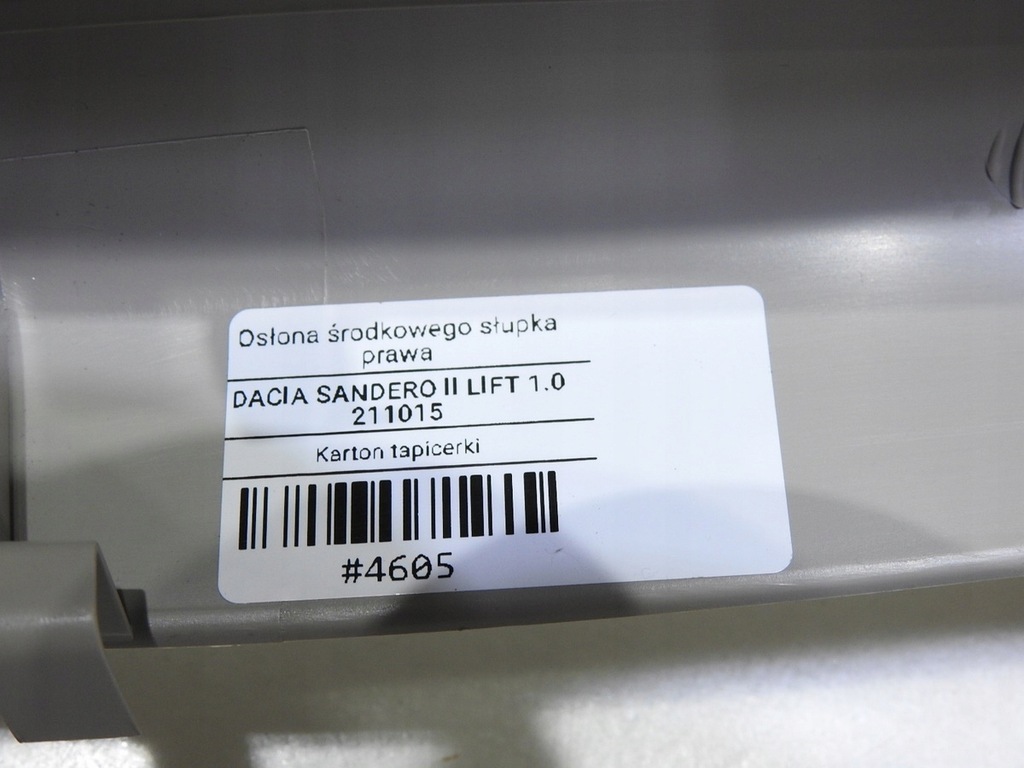 Osłona środkowego słupka
prawa
DACIA SANDERO II LIFT 1.0
211015
Karton tapicerki
#4605